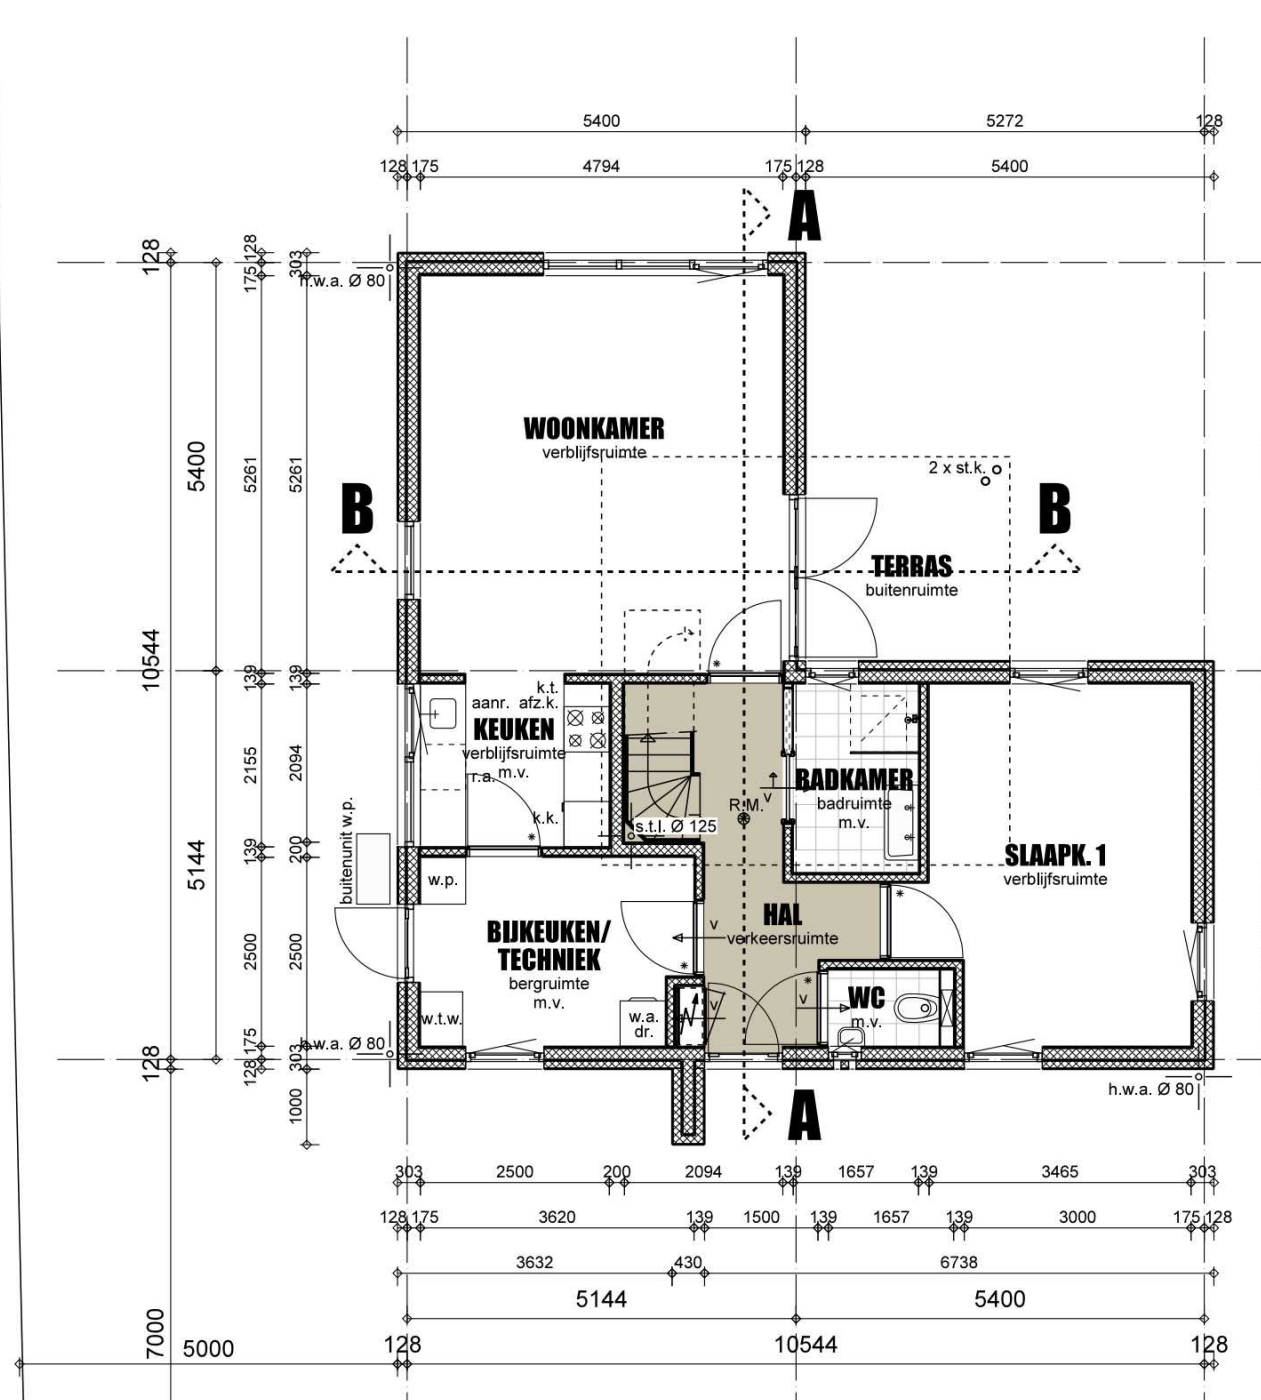 5400 5272 128
128 175 4794 175 128 5400
A
128
128
175
303
h.w.a. Ø 80
WOONKAMER
verblijfsruimte
5400
5261
5261
2 x st.k.
B
B
TERRAS
buitenruimte
10544
139
139
k.t.
aanr. afz.k.
KEUKEN
verblijfsruimte
r.a. m.v.
k.k.
2155
2094
BADKAMER
badruimte
m.v.
V
R.M.
s.t.l. Ø 125
5144
139
200
buitenunit w.p.
SLAAPK. 1
verblijfsruimte
w.p.
HAL
verkeersruimte
V
BIJKEUKEN/
TECHNIEK
bergruimte
m.v.
2500
2500
WC
m.v.
V
V
w.t.w.
w.a.
dr.
h.w.a. Ø 80
128
175
128
303
1000
h.w.a. Ø 80
A
303 2500 200 2094 139 1657 139 3465 303
128 175 3620 139 1500 139 1657 139 3000 175 128
3632 430 6738
5144 5400
7000
5000 128 10544 128